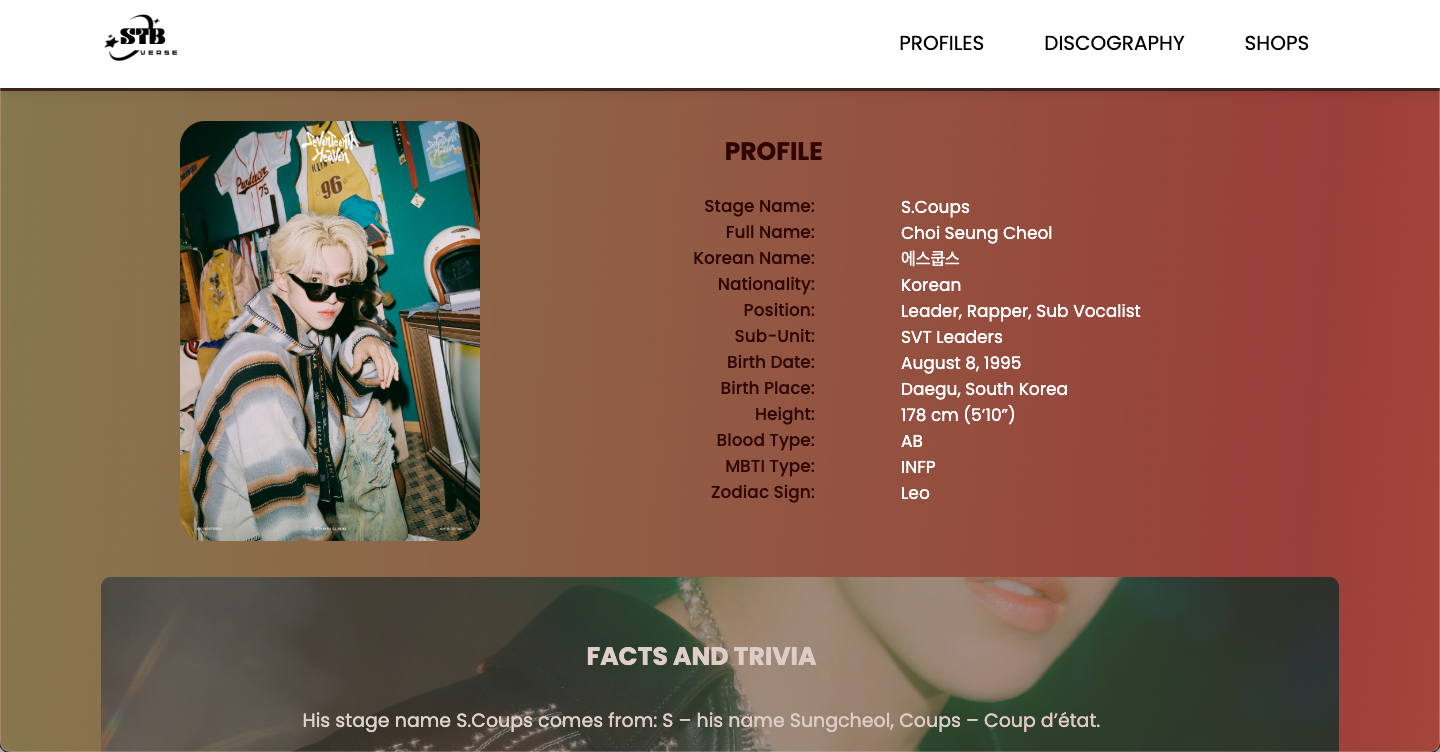 STB
VERSE
PROFILES DISCOGRAPHY SHOPS
Seventeenth
Heaven
75
96
PROFILE
Stage Name: S.Coups
Full Name: Choi Seung Cheol
Korean Name: 에스쿱스
Nationality: Korean
Position: Leader, Rapper, Sub Vocalist
Sub-Unit: SVT Leaders
Birth Date: August 8, 1995
Birth Place: Daegu, South Korea
Height: 178 cm (5’10”)
Blood Type: AB
MBTI Type: INFP
Zodiac Sign: Leo
FACTS AND TRIVIA
His stage name S.Coups comes from: S – his name Sungcheol, Coups – Coup d’état.